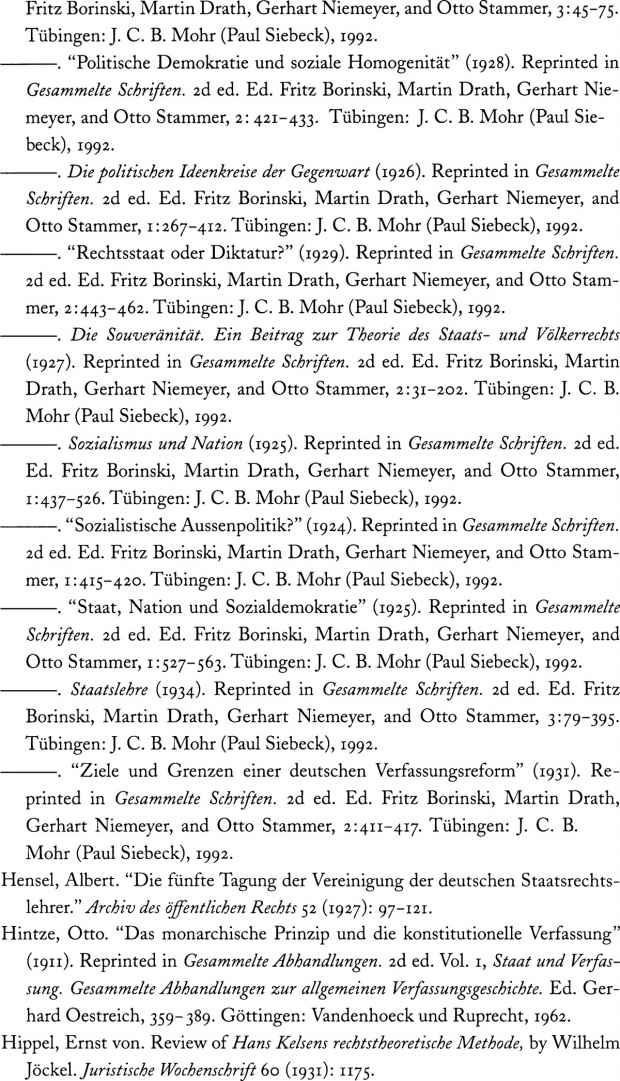 Fritz Borinski, Martin Drath, Gerhart Niemeyer, and Otto Stammer, 3:45–75.
Tübingen: J. C. B. Mohr (Paul Siebeck), 1992.
———. “Politische Demokratie und soziale Homogenität” (1928). Reprinted in
Gesammelte Schriften. 2d ed. Ed. Fritz Borinski, Martin Drath, Gerhart Nie-
meyer, and Otto Stammer, 2: 421–433. Tübingen: J. C. B. Mohr (Paul Sie-
beck), 1992.
———. Die politischen Ideenkreise der Gegenwart (1926). Reprinted in Gesammelte
Schriften. 2d ed. Ed. Fritz Borinski, Martin Drath, Gerhart Niemeyer, and
Otto Stammer, 1:267–412. Tübingen: J. C. B. Mohr (Paul Siebeck), 1992.
———. “Rechtsstaat oder Diktatur?” (1929). Reprinted in Gesammelte Schriften.
2d ed. Ed. Fritz Borinski, Martin Drath, Gerhart Niemeyer, and Otto Stam-
mer, 2:443–462. Tübingen: J. C. B. Mohr (Paul Siebeck), 1992.
———. Die Souveränität. Ein Beitrag zur Theorie des Staats- und Völkerrechts
(1927). Reprinted in Gesammelte Schriften. 2d ed. Ed. Fritz Borinski, Martin
Drath, Gerhart Niemeyer, and Otto Stammer, 2:31–202. Tübingen: J. C. B.
Mohr (Paul Siebeck), 1992.
———. Sozialismus und Nation (1925). Reprinted in Gesammelte Schriften. 2d ed.
Ed. Fritz Borinski, Martin Drath, Gerhart Niemeyer, and Otto Stammer,
1:437–526. Tübingen: J. C. B. Mohr (Paul Siebeck), 1992.
———. “Sozialistische Aussenpolitik?” (1924). Reprinted in Gesammelte Schriften.
2d ed. Ed. Fritz Borinski, Martin Drath, Gerhart Niemeyer, and Otto Stam-
mer, 1:415–420. Tübingen: J. C. B. Mohr (Paul Siebeck), 1992.
———. “Staat, Nation und Sozialdemokratie” (1925). Reprinted in Gesammelte
Schriften. 2d ed. Ed. Fritz Borinski, Martin Drath, Gerhart Niemeyer, and
Otto Stammer, 1:527–563. Tübingen: J. C. B. Mohr (Paul Siebeck), 1992.
———. Staatslehre (1934). Reprinted in Gesammelte Schriften. 2d ed. Ed. Fritz
Borinski, Martin Drath, Gerhart Niemeyer, and Otto Stammer, 3:79–395.
Tübingen: J. C. B. Mohr (Paul Siebeck), 1992.
———. “Ziele und Grenzen einer deutschen Verfassungsreform” (1931). Re-
printed in Gesammelte Schriften. 2d ed. Ed. Fritz Borinski, Martin Drath,
Gerhart Niemeyer, and Otto Stammer, 2:411–417. Tübingen: J. C. B.
Mohr (Paul Siebeck), 1992.
Hensel, Albert. “Die fünfte Tagung der Vereinigung der deutschen Staatsrechts-
lehrer.” Archiv des öffentlichen Rechts 52 (1927): 97–121.
Hintze, Otto. “Das monarchische Prinzip und die konstitutionelle Verfassung”
(1911). Reprinted in Gesammelte Abhandlungen. 2d ed. Vol. 1, Staat und Verfas-
sung. Gesammelte Abhandlungen zur allgemeinen Verfassungsgeschichte. Ed. Ger-
hard Oestreich, 359–389. Göttingen: Vandenhoeck und Ruprecht, 1962.
Hippel, Ernst von. Review of Hans Kelsens rechtstheoretische Methode, by Wilhelm
Jöckel. Juristische Wochenschrift 60 (1931): 1175.